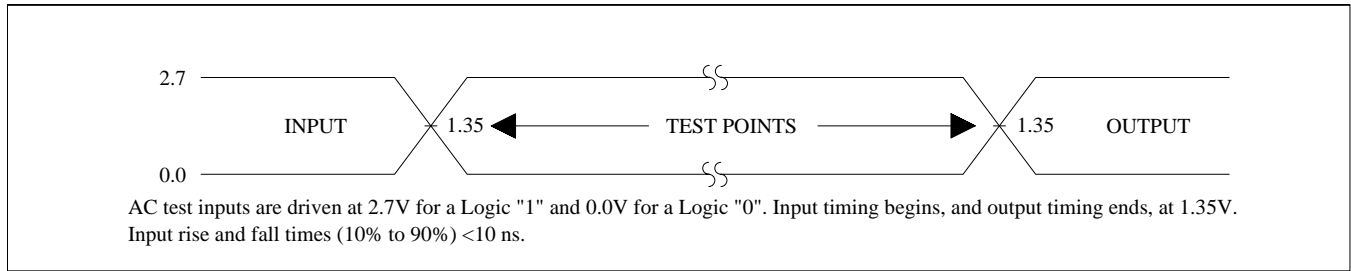 2.7
INPUT 1.35 TEST POINTS 1.35 OUTPUT
0.0
AC test inputs are driven at 2.7V for a Logic "1" and 0.0V for a Logic "0". Input timing begins, and output timing ends, at 1.35V.
Input rise and fall times (10% to 90%) <10 ns.